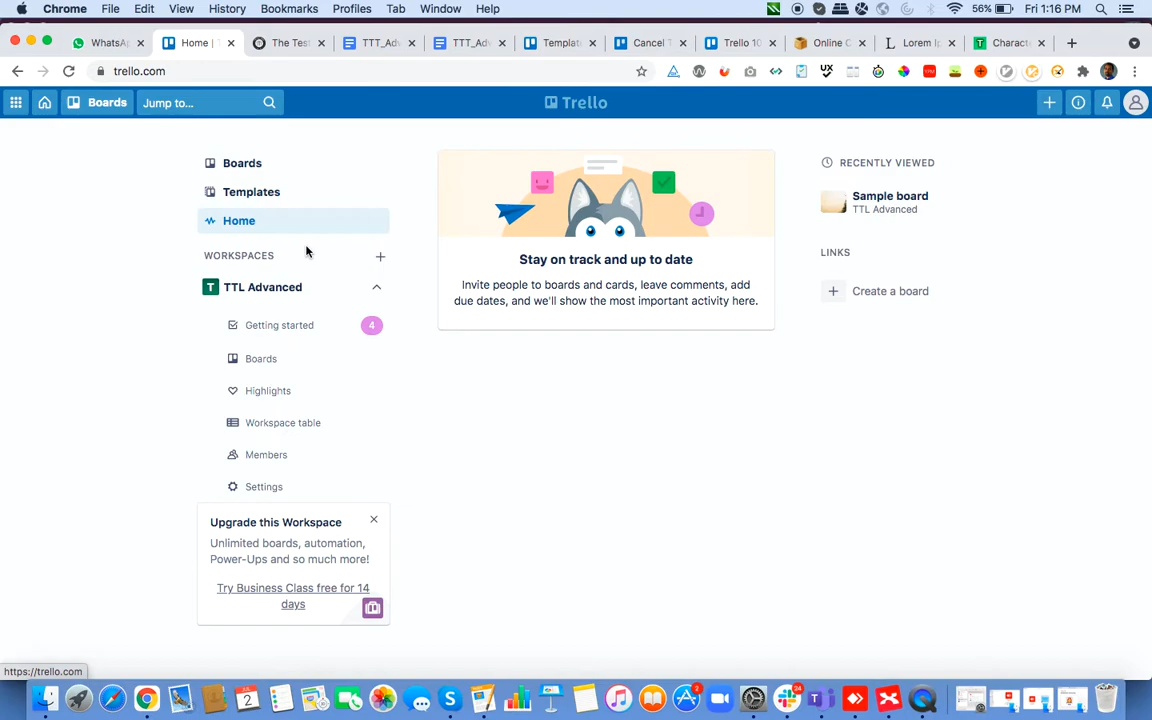 Chrome File Edit View History Bookmarks Profiles Tab Window Help 56% Fri 1:16 PM
WhatsAp Home | T The Test TTT_Adv TTT_Adv Templat Cancel T Trello 10 Online C Lorem Ip Charact
trello.com
Boards Jump to... Trello
Boards
Templates
Home
WORKSPACES
T TTL Advanced
Getting started 4
Boards
Highlights
Workspace table
Members
Settings
Upgrade this Workspace
Unlimited boards, automation,
Power-Ups and so much more!
Try Business Class free for 14
days
Stay on track and up to date
Invite people to boards and cards, leave comments, add
due dates, and we'll show the most important activity here.
RECENTLY VIEWED
Sample board
TTL Advanced
LINKS
Create a board
https://trello.com